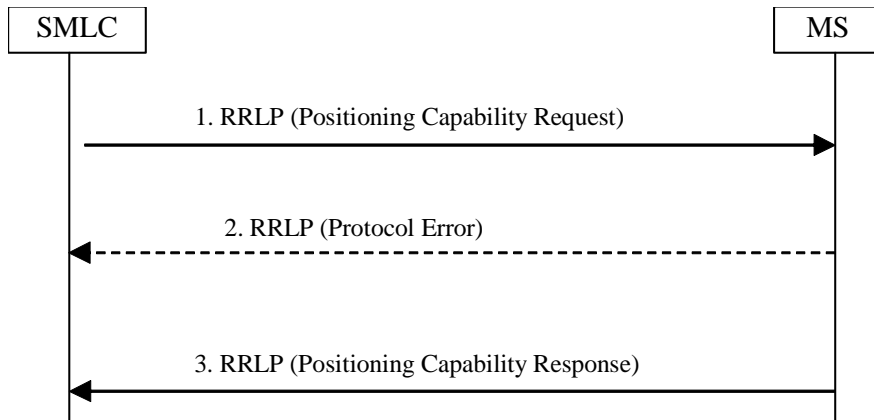 SMLC
MS
1. RRLP (Positioning Capability Request)
2. RRLP (Protocol Error)
3. RRLP (Positioning Capability Response)